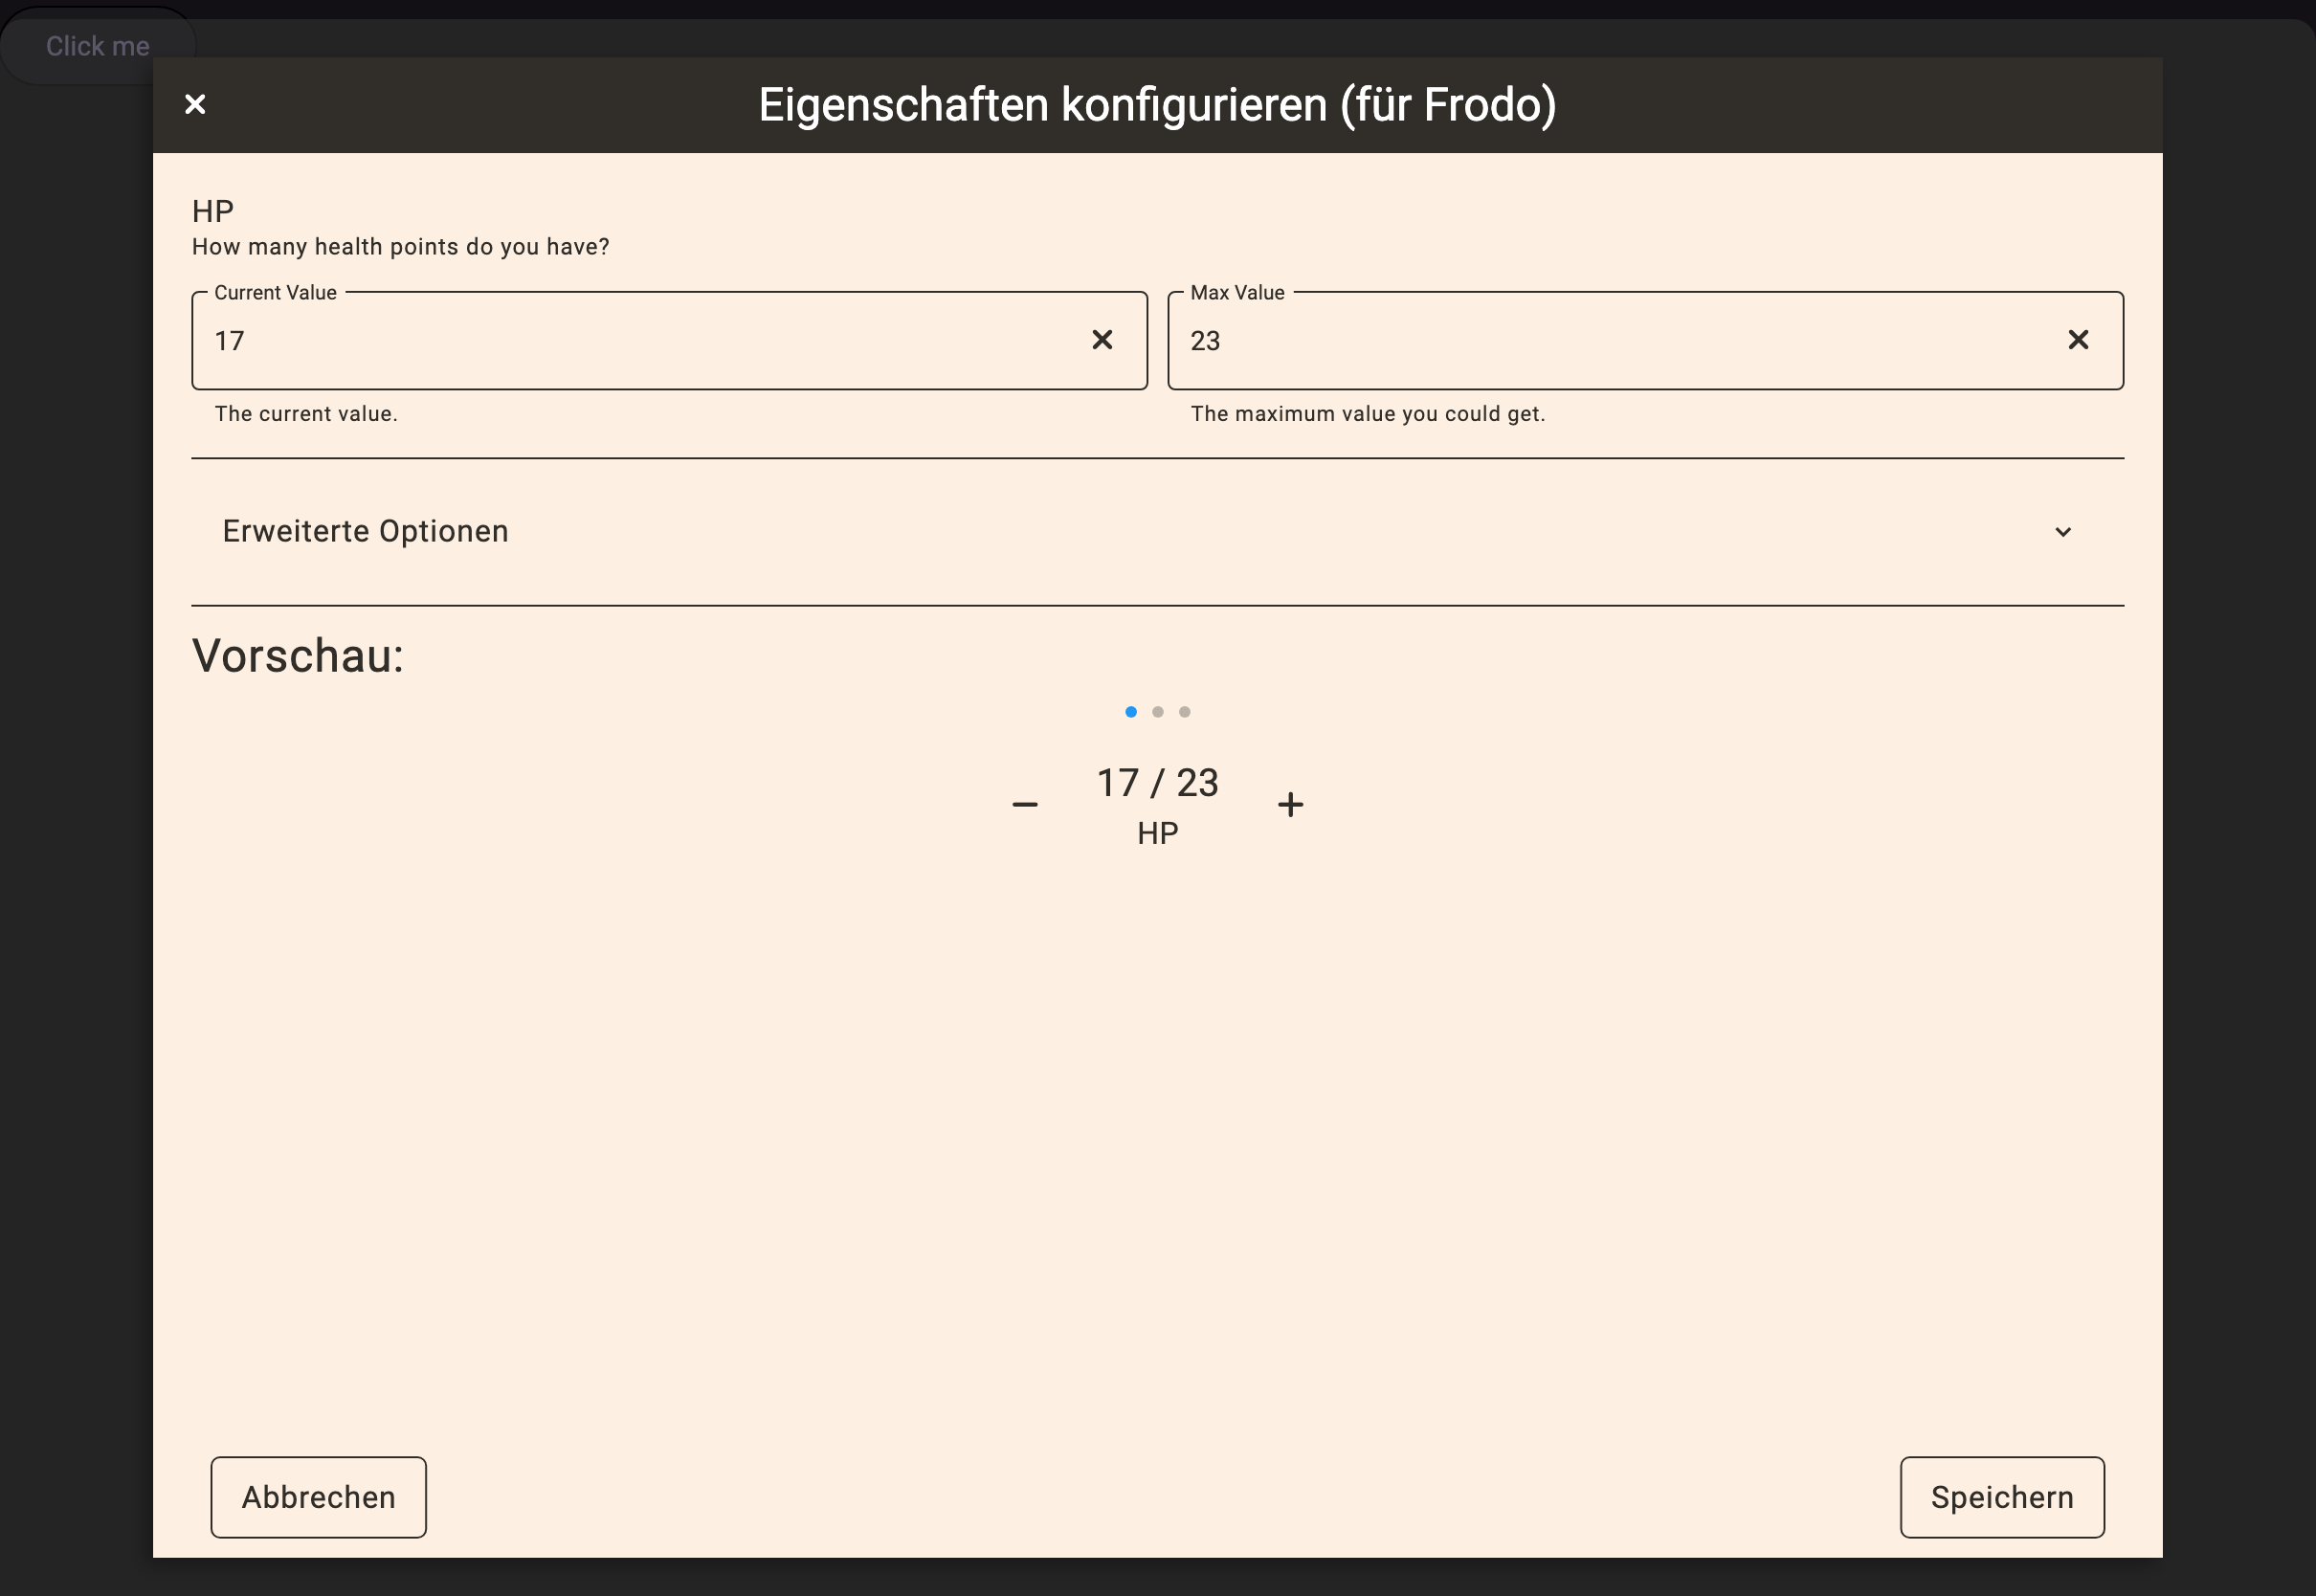 Click me
Eigenschaften konfigurieren (für Frodo)
HP
How many health points do you have?
Current Value
17
Max Value
23
The current value.
The maximum value you could get.
Erweiterte Optionen
Vorschau:
17 / 23
HP
Abbrechen
Speichern